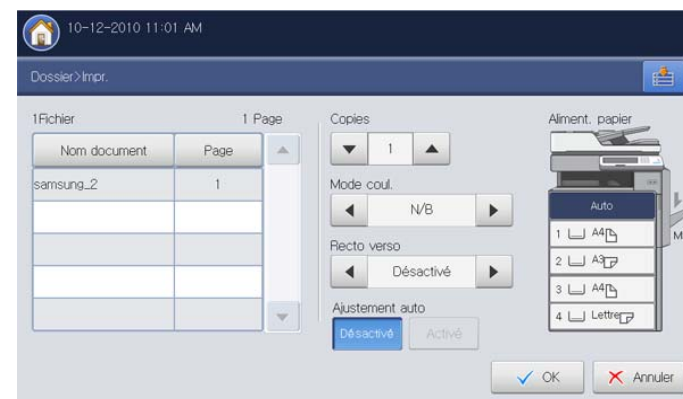 10-12-2010 11:01 AM
Dossier>Impr.
1Fichier 1 Page
Nom document Page
samsung_2 1
Copies
1
Mode coul.
N/B
Recto verso
Désactivé
Ajustement auto
Désactivé Activé
Aliment. papier
Auto
1 A4
2 A3
3 A4
4 Lettre
M
OK Annuler